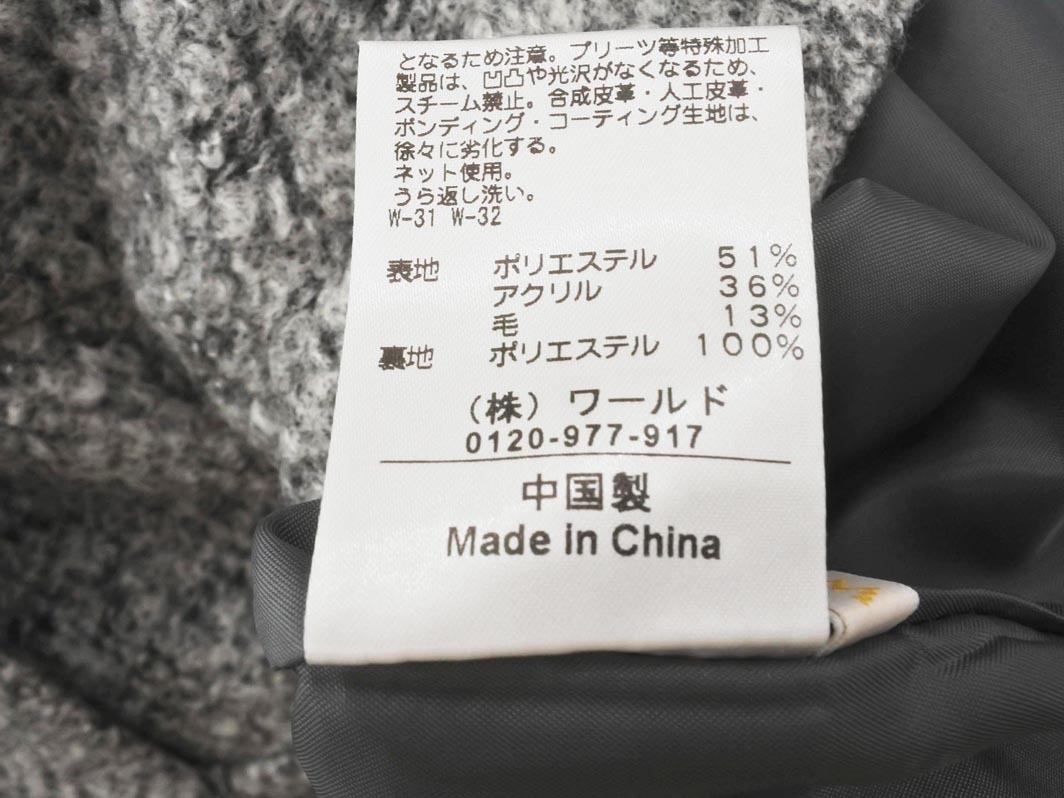 となるため注意。プリーツ等特殊加工
製品は、凹凸や光沢がなくなるため、
スチーム禁止。合成皮革・人工皮革・
ボンディング・コーティング生地は、
徐々に劣化する。
ネット使用。
うら返し洗い。
W-31 W-32
表地 ポリエステル 51%
アクリル 36%
毛 13%
裏地 ポリエステル 100%
(株)ワールド
0120-977-917
中国製
Made in China